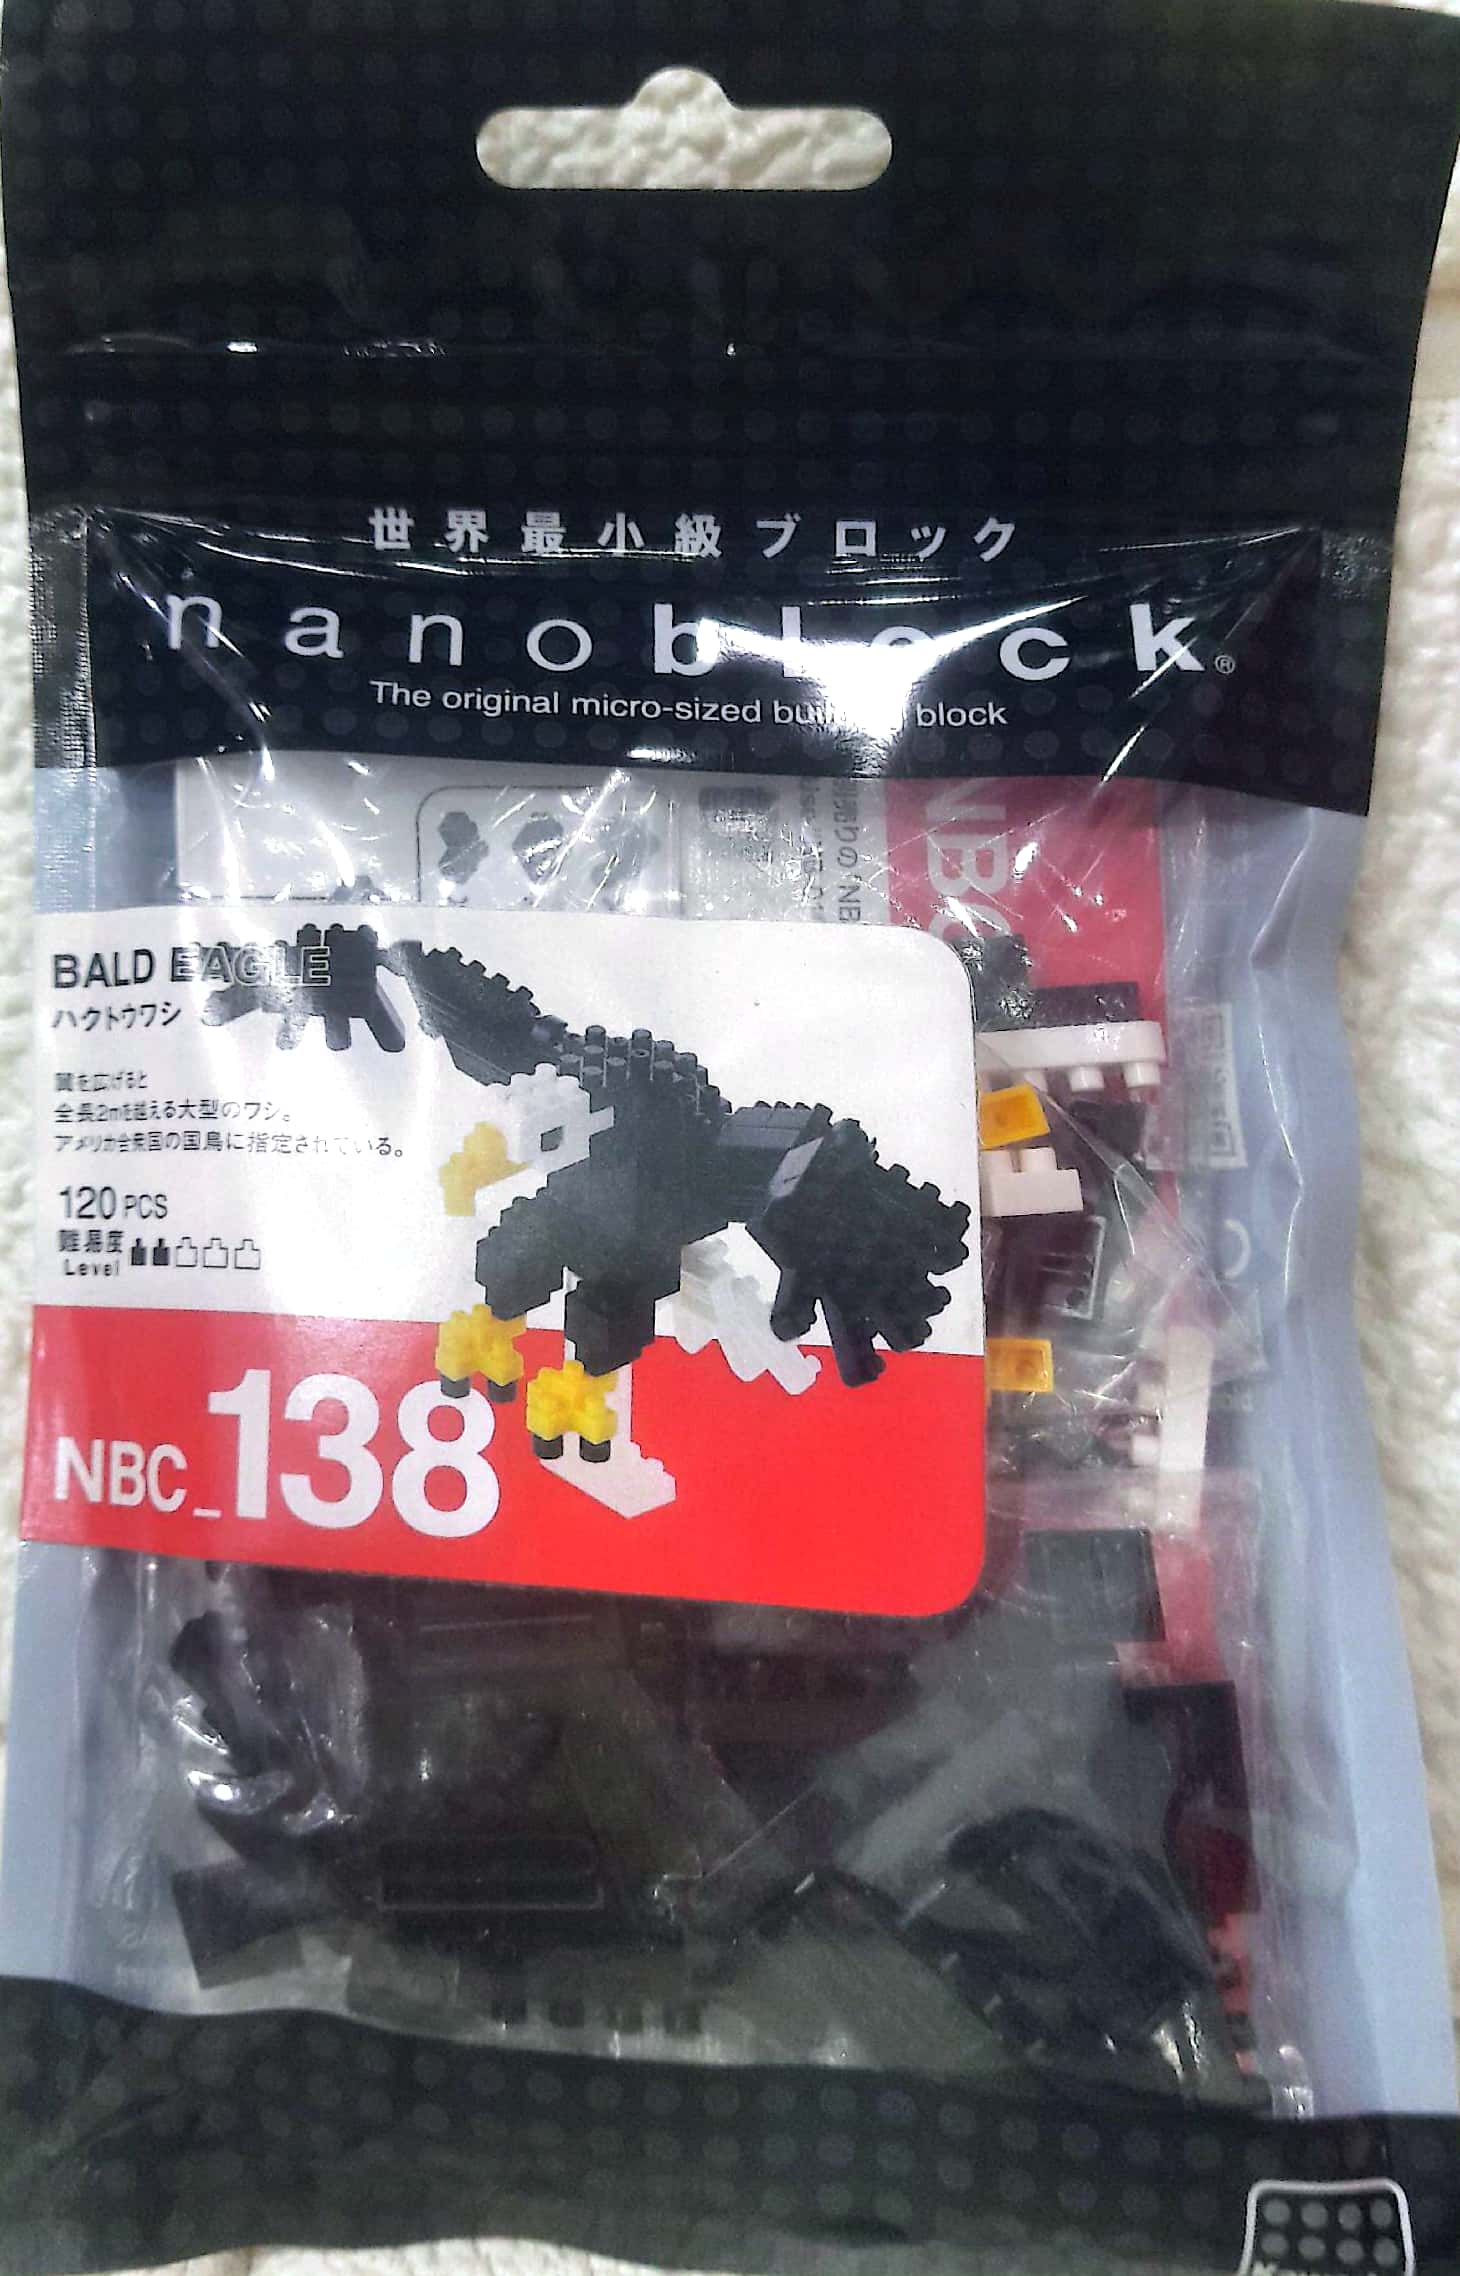 世界最小級ブロック
nanoblock®
The original micro-sized building block
NBC
BALD EAGLE
ハクトウワシ
翼を広げると
全長2mを越える大型のワシ。
アメリカ合衆国の国鳥に指定されている。
120 PCS
難易度
Level
NBC_138